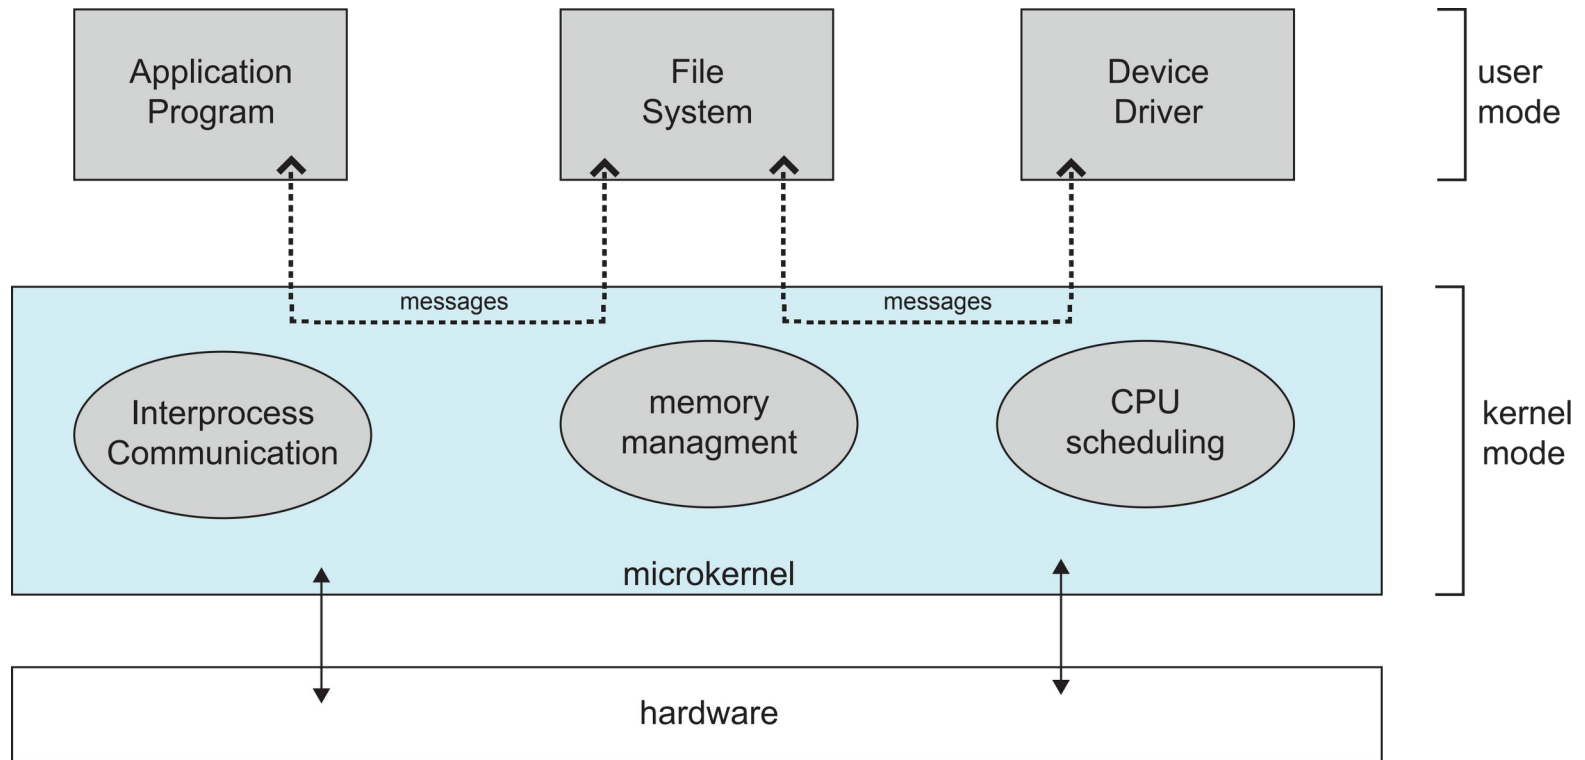 Application
Program
File
System
Device
Driver
user
mode
messages
messages
Interprocess
Communication
memory
managment
CPU
scheduling
kernel
mode
microkernel
hardware